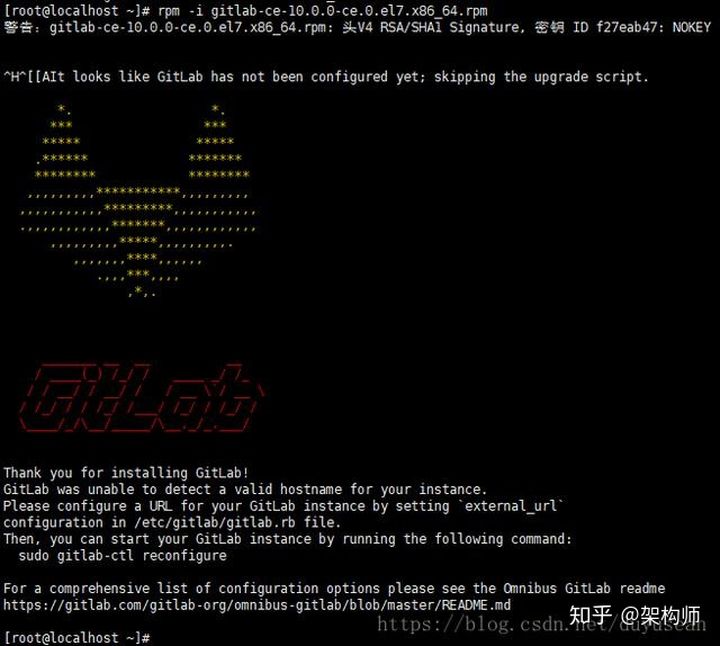 [root@localhost ~]# rpm -i gitlab-ce-10.0.0-ce.0.el7.x86_64.rpm
警告: gitlab-ce-10.0.0-ce.0.el7.x86_64.rpm: 头V4 RSA/SHA1 Signature, 密钥 ID f27eab47: NOKEY
^H^[[AIt looks like GitLab has not been configured yet; skipping the upgrade script.
GitLab
Thank you for installing GitLab!
GitLab was unable to detect a valid hostname for your instance.
Please configure a URL for your GitLab instance by setting `external_url`
configuration in /etc/gitlab/gitlab.rb file.
Then, you can start your GitLab instance by running the following command:
sudo gitlab-ctl reconfigure
For a comprehensive list of configuration options please see the Omnibus GitLab readme
https://gitlab.com/gitlab-org/omnibus-gitlab/blob/master/README.md
知乎 @架构师
https://blog.csdn.net/duyusean
[root@localhost ~]#